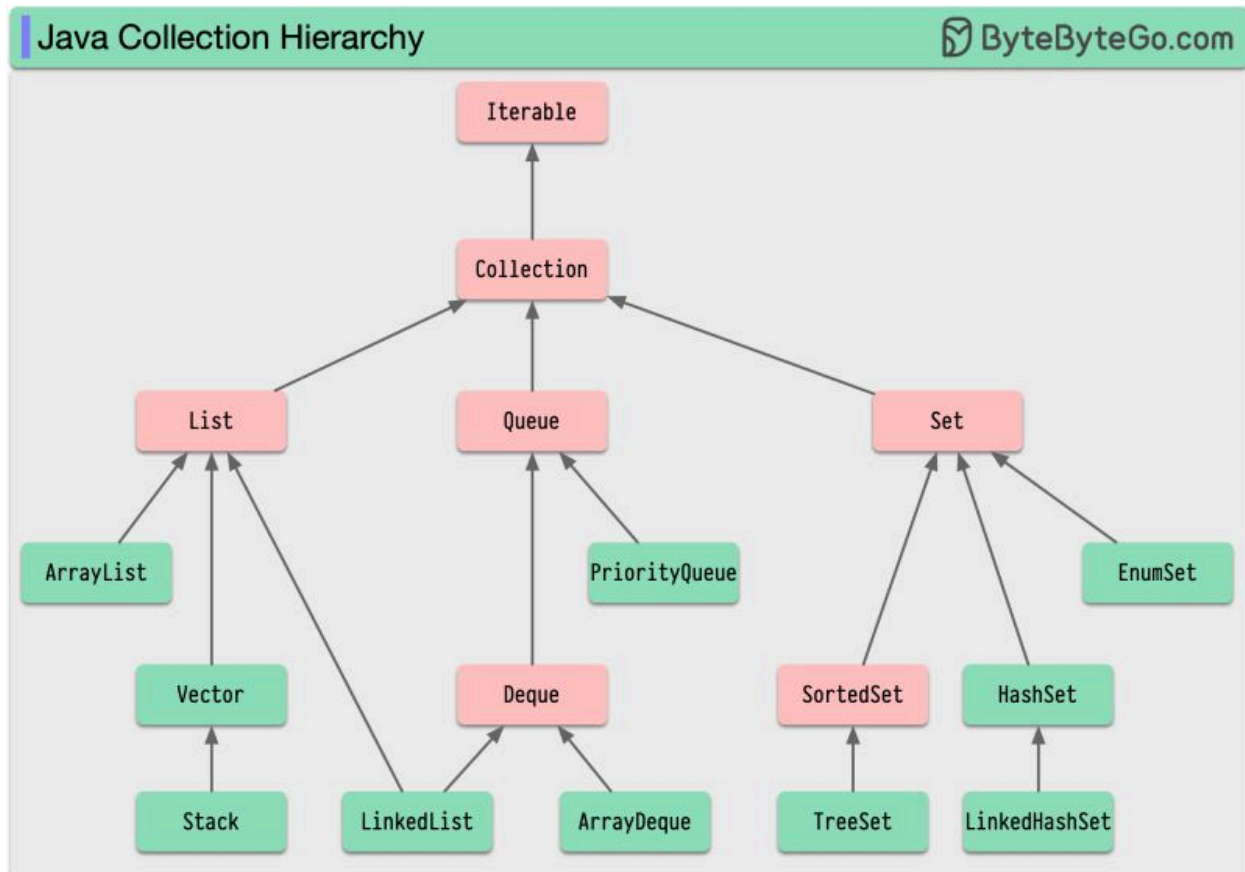 Java Collection Hierarchy
ByteByteGo.com
Iterable
Collection
List
Queue
Set
ArrayList
PriorityQueue
EnumSet
Vector
Deque
SortedSet
HashSet
Stack
LinkedList
ArrayDeque
TreeSet
LinkedHashSet